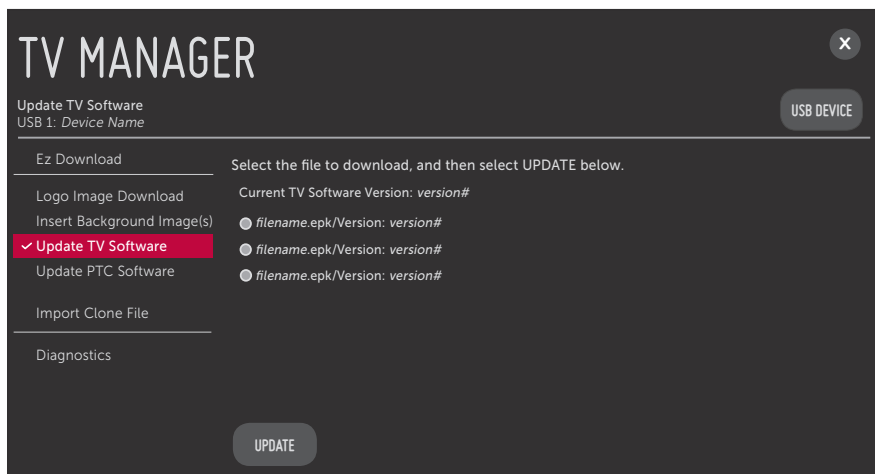 TV MANAGER
X
Update TV Software
USB 1: Device Name
USB DEVICE
Ez Download
Logo Image Download
Insert Background Image(s)
Update TV Software
Update PTC Software
Import Clone File
Diagnostics
Select the file to download, and then select UPDATE below.
Current TV Software Version: version#
filename.epk/Version: version#
filename.epk/Version: version#
filename.epk/Version: version#
UPDATE